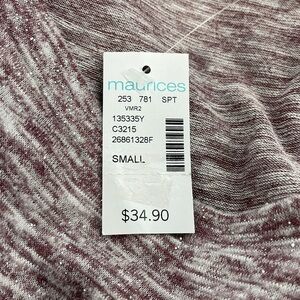 maurices
253 781 SPT
VMR2
135335Y
C3215
26861328F
SMALL
$34.90